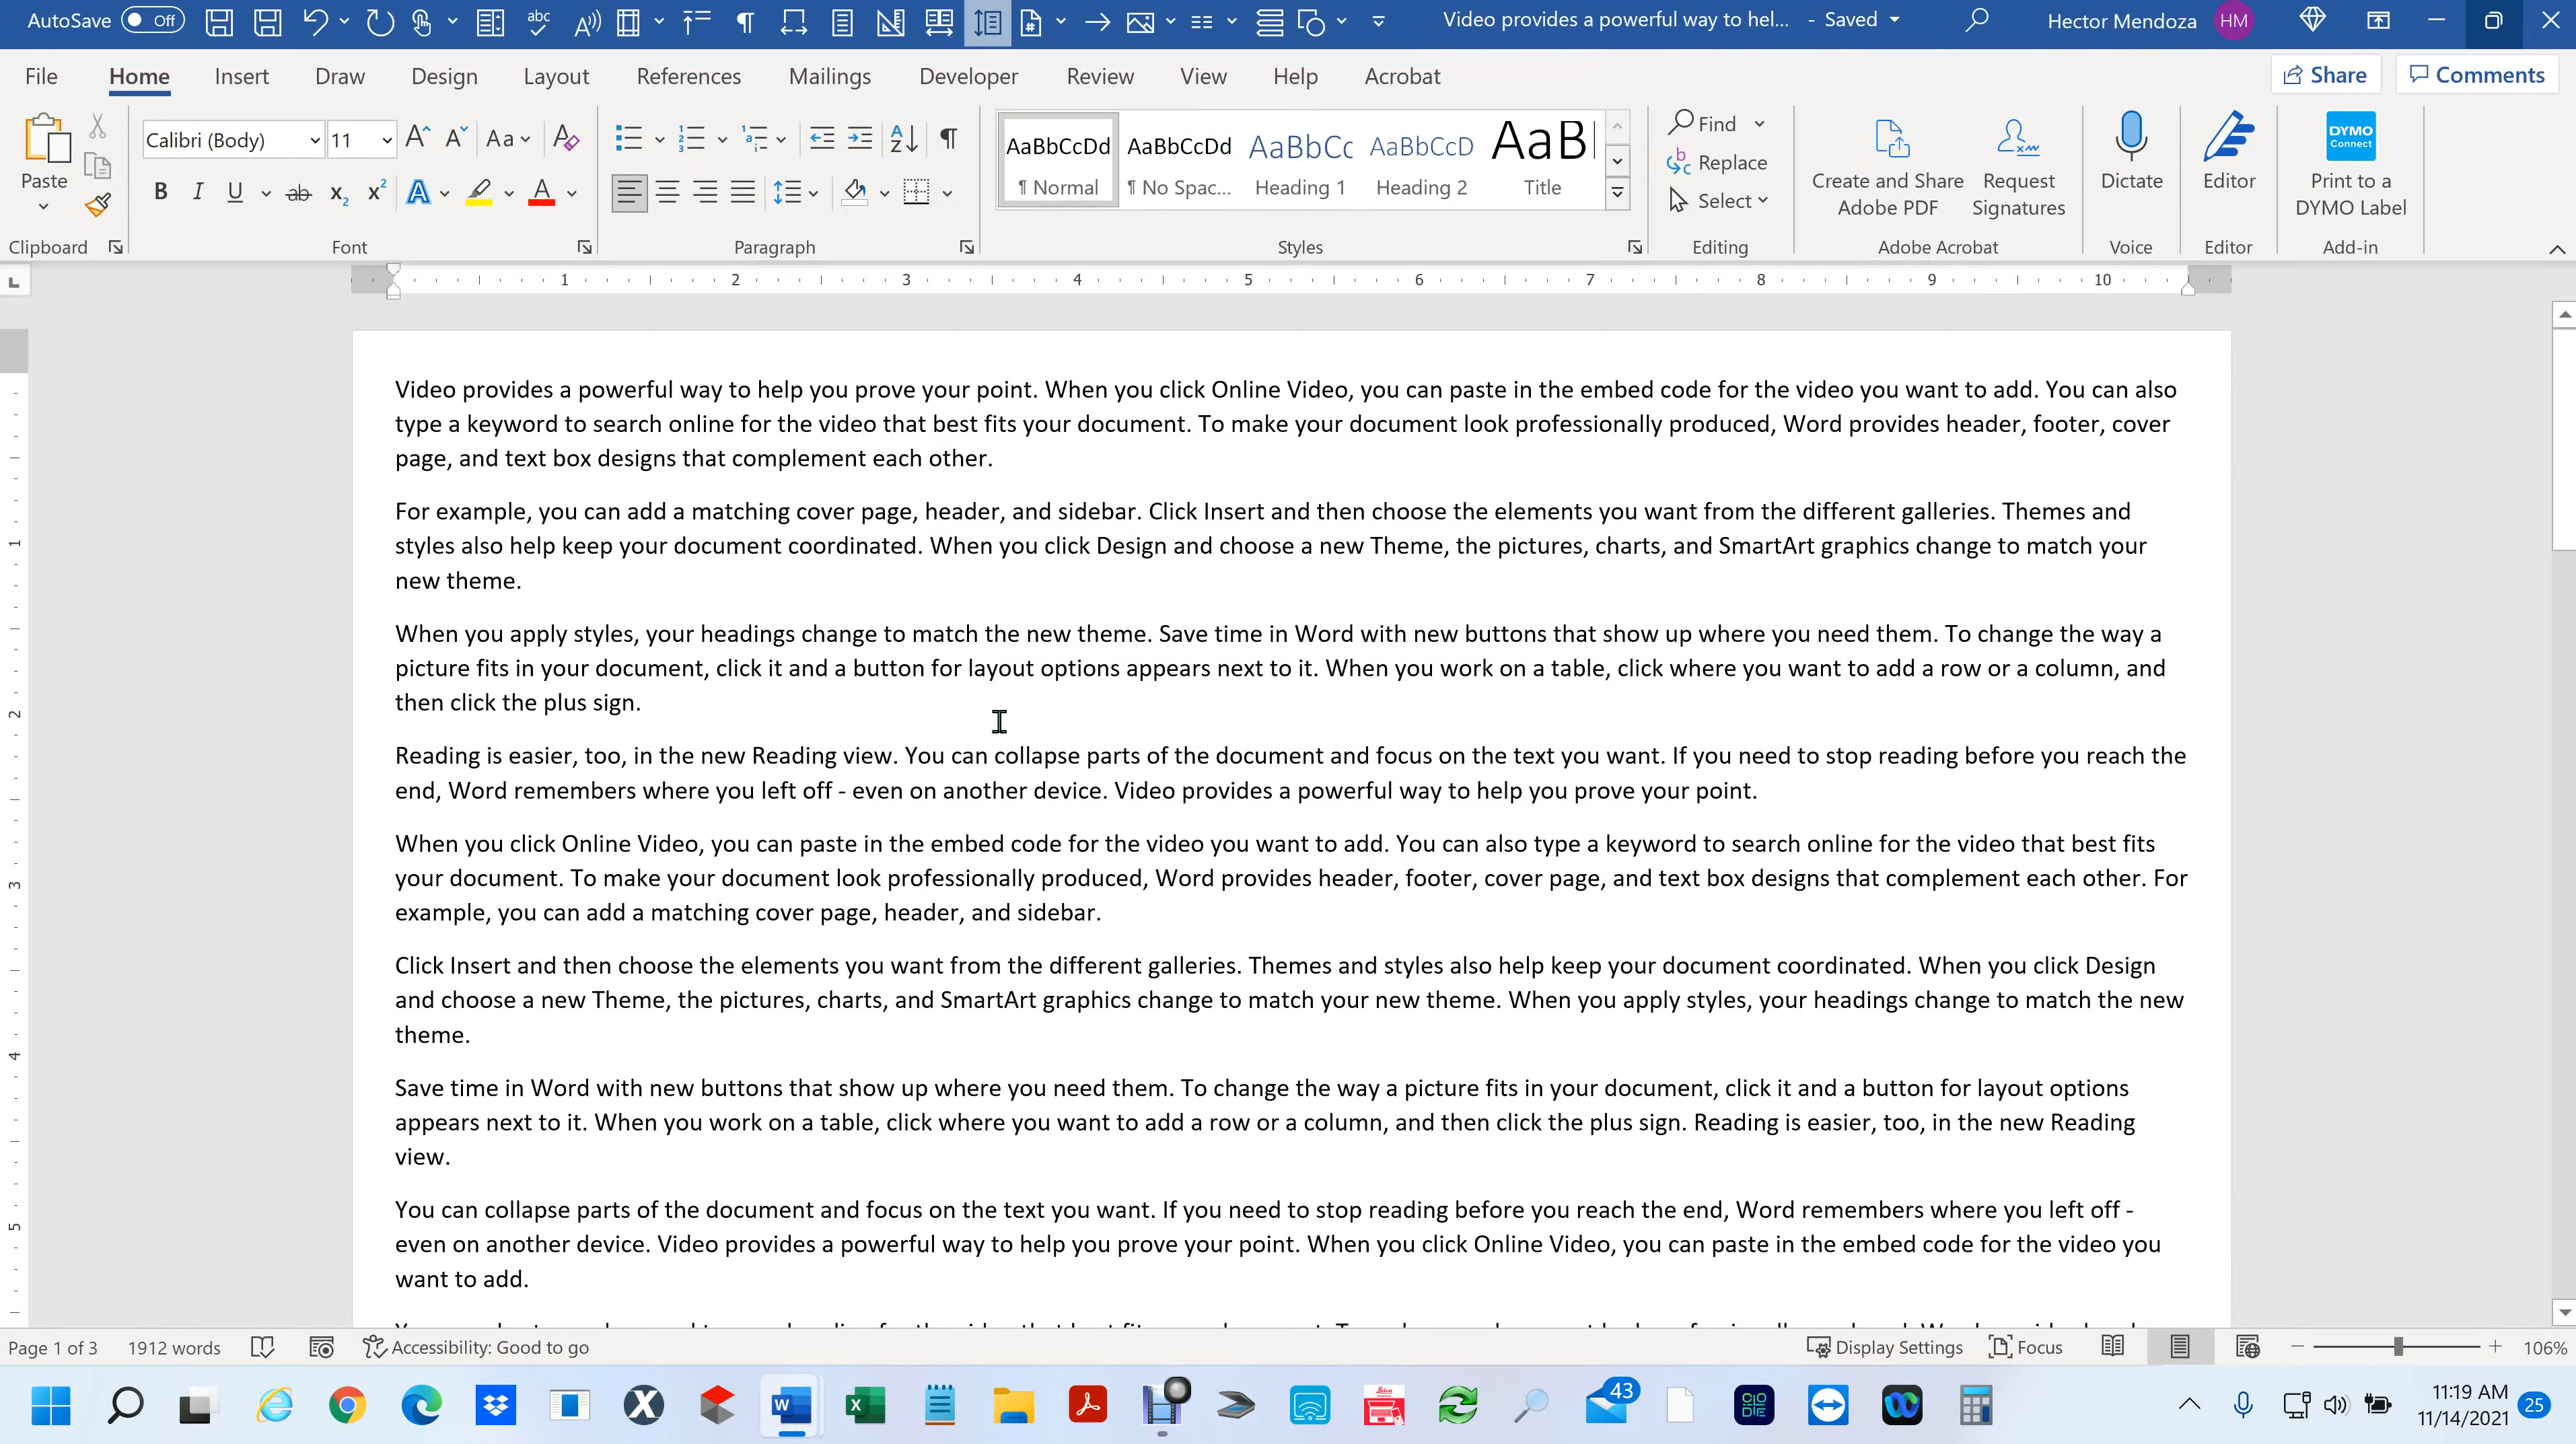 AutoSave Off Video provides a powerful way to hel... - Saved Hector Mendoza HM
File Home Insert Draw Design Layout References Mailings Developer Review View Help Acrobat Share Comments
Calibri (Body) 11 AaBbCcDd AaBbCcDd AaBbCc AaBbCcD AaB Find DYMO Connect
Paste ¶ Normal ¶ No Spac... Heading 1 Heading 2 Title Replace Select
Create and Share Adobe PDF Request Signatures Dictate Editor Print to a DYMO Label
Clipboard Font Paragraph Styles Editing Adobe Acrobat Voice Editor Add-in
1 2 3 4 5 6 7 8 9 10
Video provides a powerful way to help you prove your point. When you click Online Video, you can paste in the embed code for the video you want to add. You can also
type a keyword to search online for the video that best fits your document. To make your document look professionally produced, Word provides header, footer, cover
page, and text box designs that complement each other.
For example, you can add a matching cover page, header, and sidebar. Click Insert and then choose the elements you want from the different galleries. Themes and
styles also help keep your document coordinated. When you click Design and choose a new Theme, the pictures, charts, and SmartArt graphics change to match your
new theme.
When you apply styles, your headings change to match the new theme. Save time in Word with new buttons that show up where you need them. To change the way a
picture fits in your document, click it and a button for layout options appears next to it. When you work on a table, click where you want to add a row or a column, and
then click the plus sign.
Reading is easier, too, in the new Reading view. You can collapse parts of the document and focus on the text you want. If you need to stop reading before you reach the
end, Word remembers where you left off - even on another device. Video provides a powerful way to help you prove your point.
When you click Online Video, you can paste in the embed code for the video you want to add. You can also type a keyword to search online for the video that best fits
your document. To make your document look professionally produced, Word provides header, footer, cover page, and text box designs that complement each other. For
example, you can add a matching cover page, header, and sidebar.
Click Insert and then choose the elements you want from the different galleries. Themes and styles also help keep your document coordinated. When you click Design
and choose a new Theme, the pictures, charts, and SmartArt graphics change to match your new theme. When you apply styles, your headings change to match the new
theme.
Save time in Word with new buttons that show up where you need them. To change the way a picture fits in your document, click it and a button for layout options
appears next to it. When you work on a table, click where you want to add a row or a column, and then click the plus sign. Reading is easier, too, in the new Reading
view.
You can collapse parts of the document and focus on the text you want. If you need to stop reading before you reach the end, Word remembers where you left off -
even on another device. Video provides a powerful way to help you prove your point. When you click Online Video, you can paste in the embed code for the video you
want to add.
Page 1 of 3 1912 words Accessibility: Good to go Display Settings Focus 106%
43 11:19 AM
11/14/2021 25